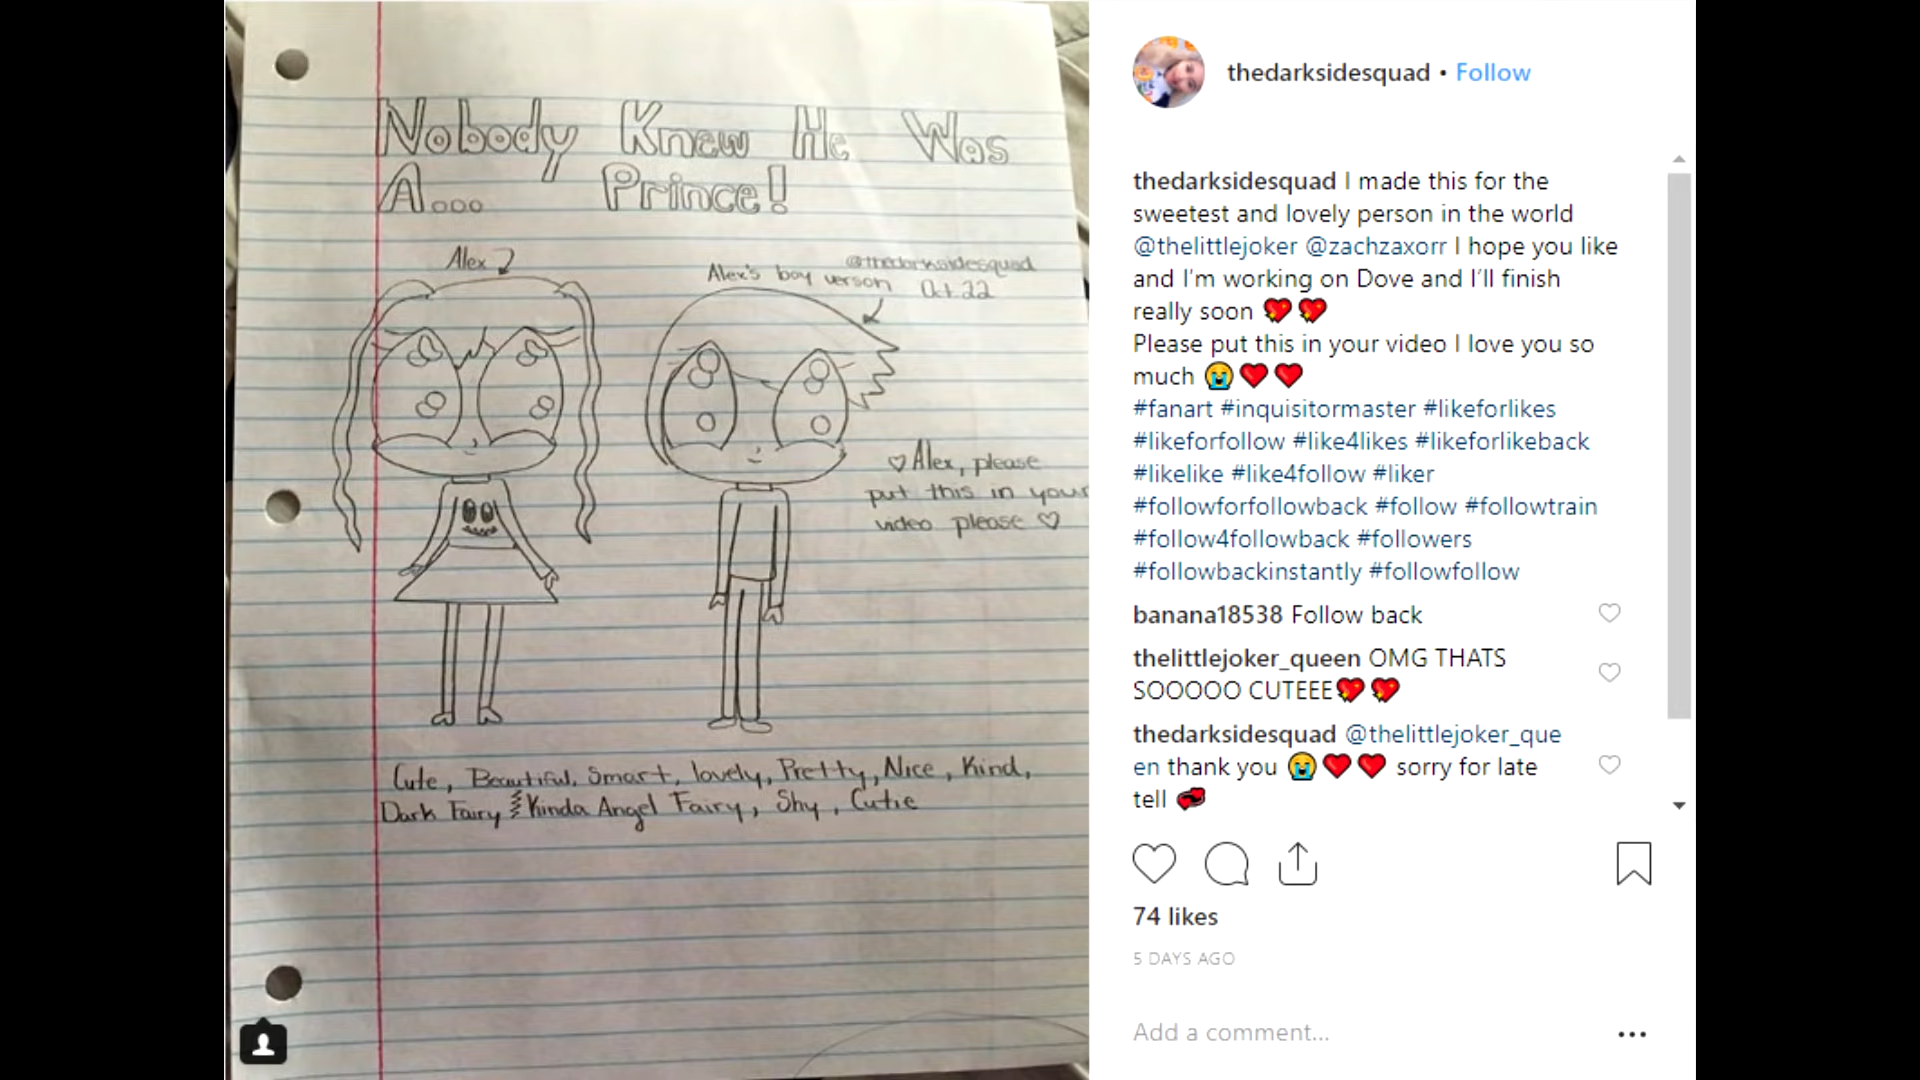 Nobody Knew He Was
A... Prince!
Alex
@thedarksidesquad
Alex's boy verson Oct. 22
♡Alex, please
put this in your
video please ♡
Cute, Beautiful, Smart, lovely, Pretty, Nice, Kind,
Dark Fairy & Kinda Angel Fairy, Shy, Cutie
thedarksidesquad • Follow
thedarksidesquad I made this for the
sweetest and lovely person in the world
@thelittlejoker @zachzaxorr I hope you like
and I'm working on Dove and I'll finish
really soon 💖💖
Please put this in your video I love you so
much 😭❤️❤️
#fanart #inquisitormaster #likeforlikes
#likeforfollow #like4likes #likeforlikeback
#likelike #like4follow #liker
#followforfollowback #follow #followtrain
#follow4followback #followers
#followbackinstantly #followfollow
banana18538 Follow back
thelittlejoker_queen OMG THATS
SOOOOO CUTEEE💖💖
thedarksidesquad @thelittlejoker_que
en thank you 😭❤️❤️ sorry for late
tell 💞
74 likes
5 DAYS AGO
Add a comment...